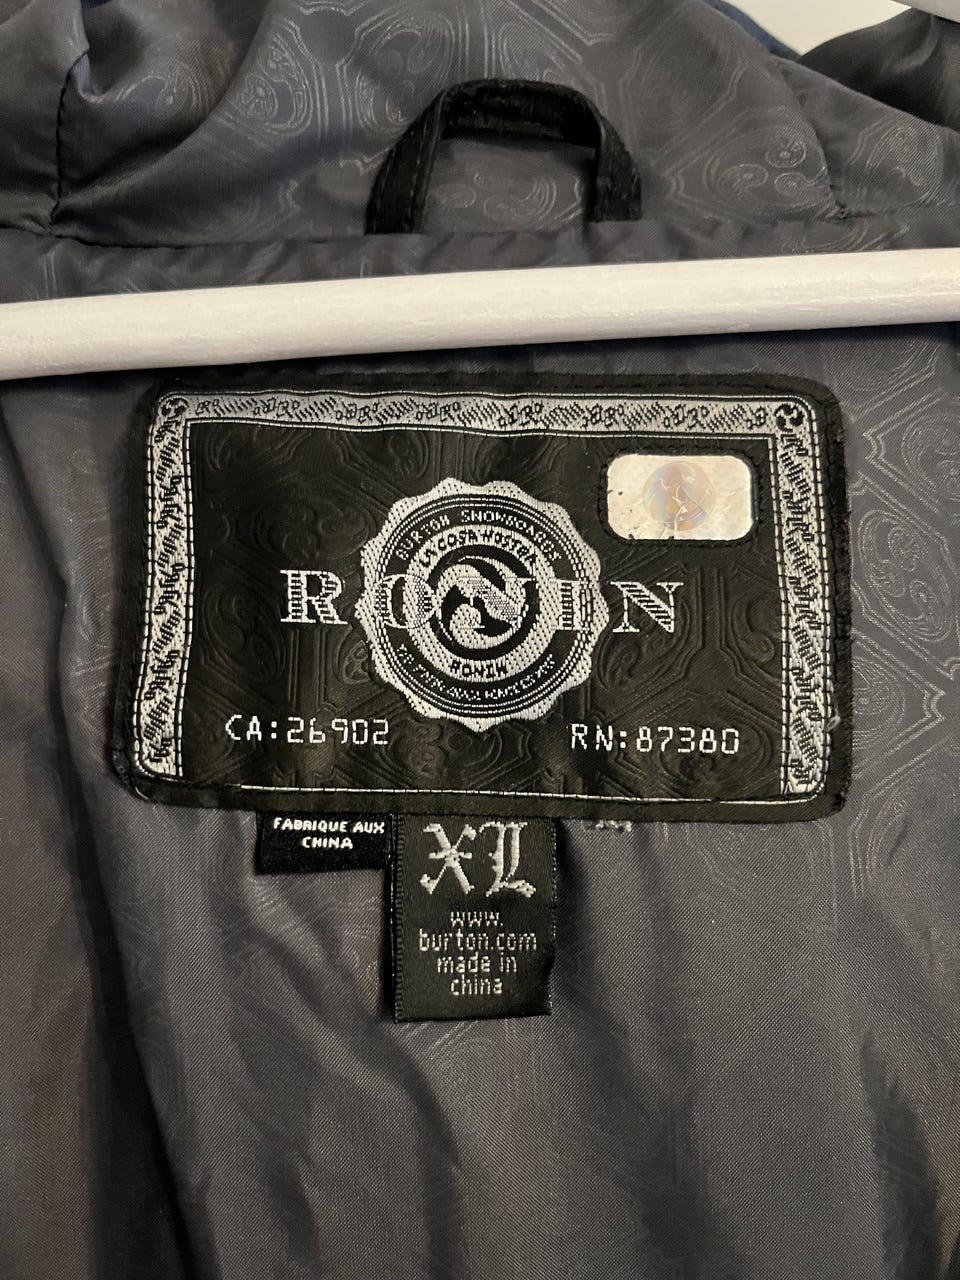 BURTON SNOWBOARDS
LA COSA NOSTRA
RONIN
RONIN
CA:26902
RN:87380
FABRIQUE AUX
CHINA
XL
www.
burton.com
made in
china